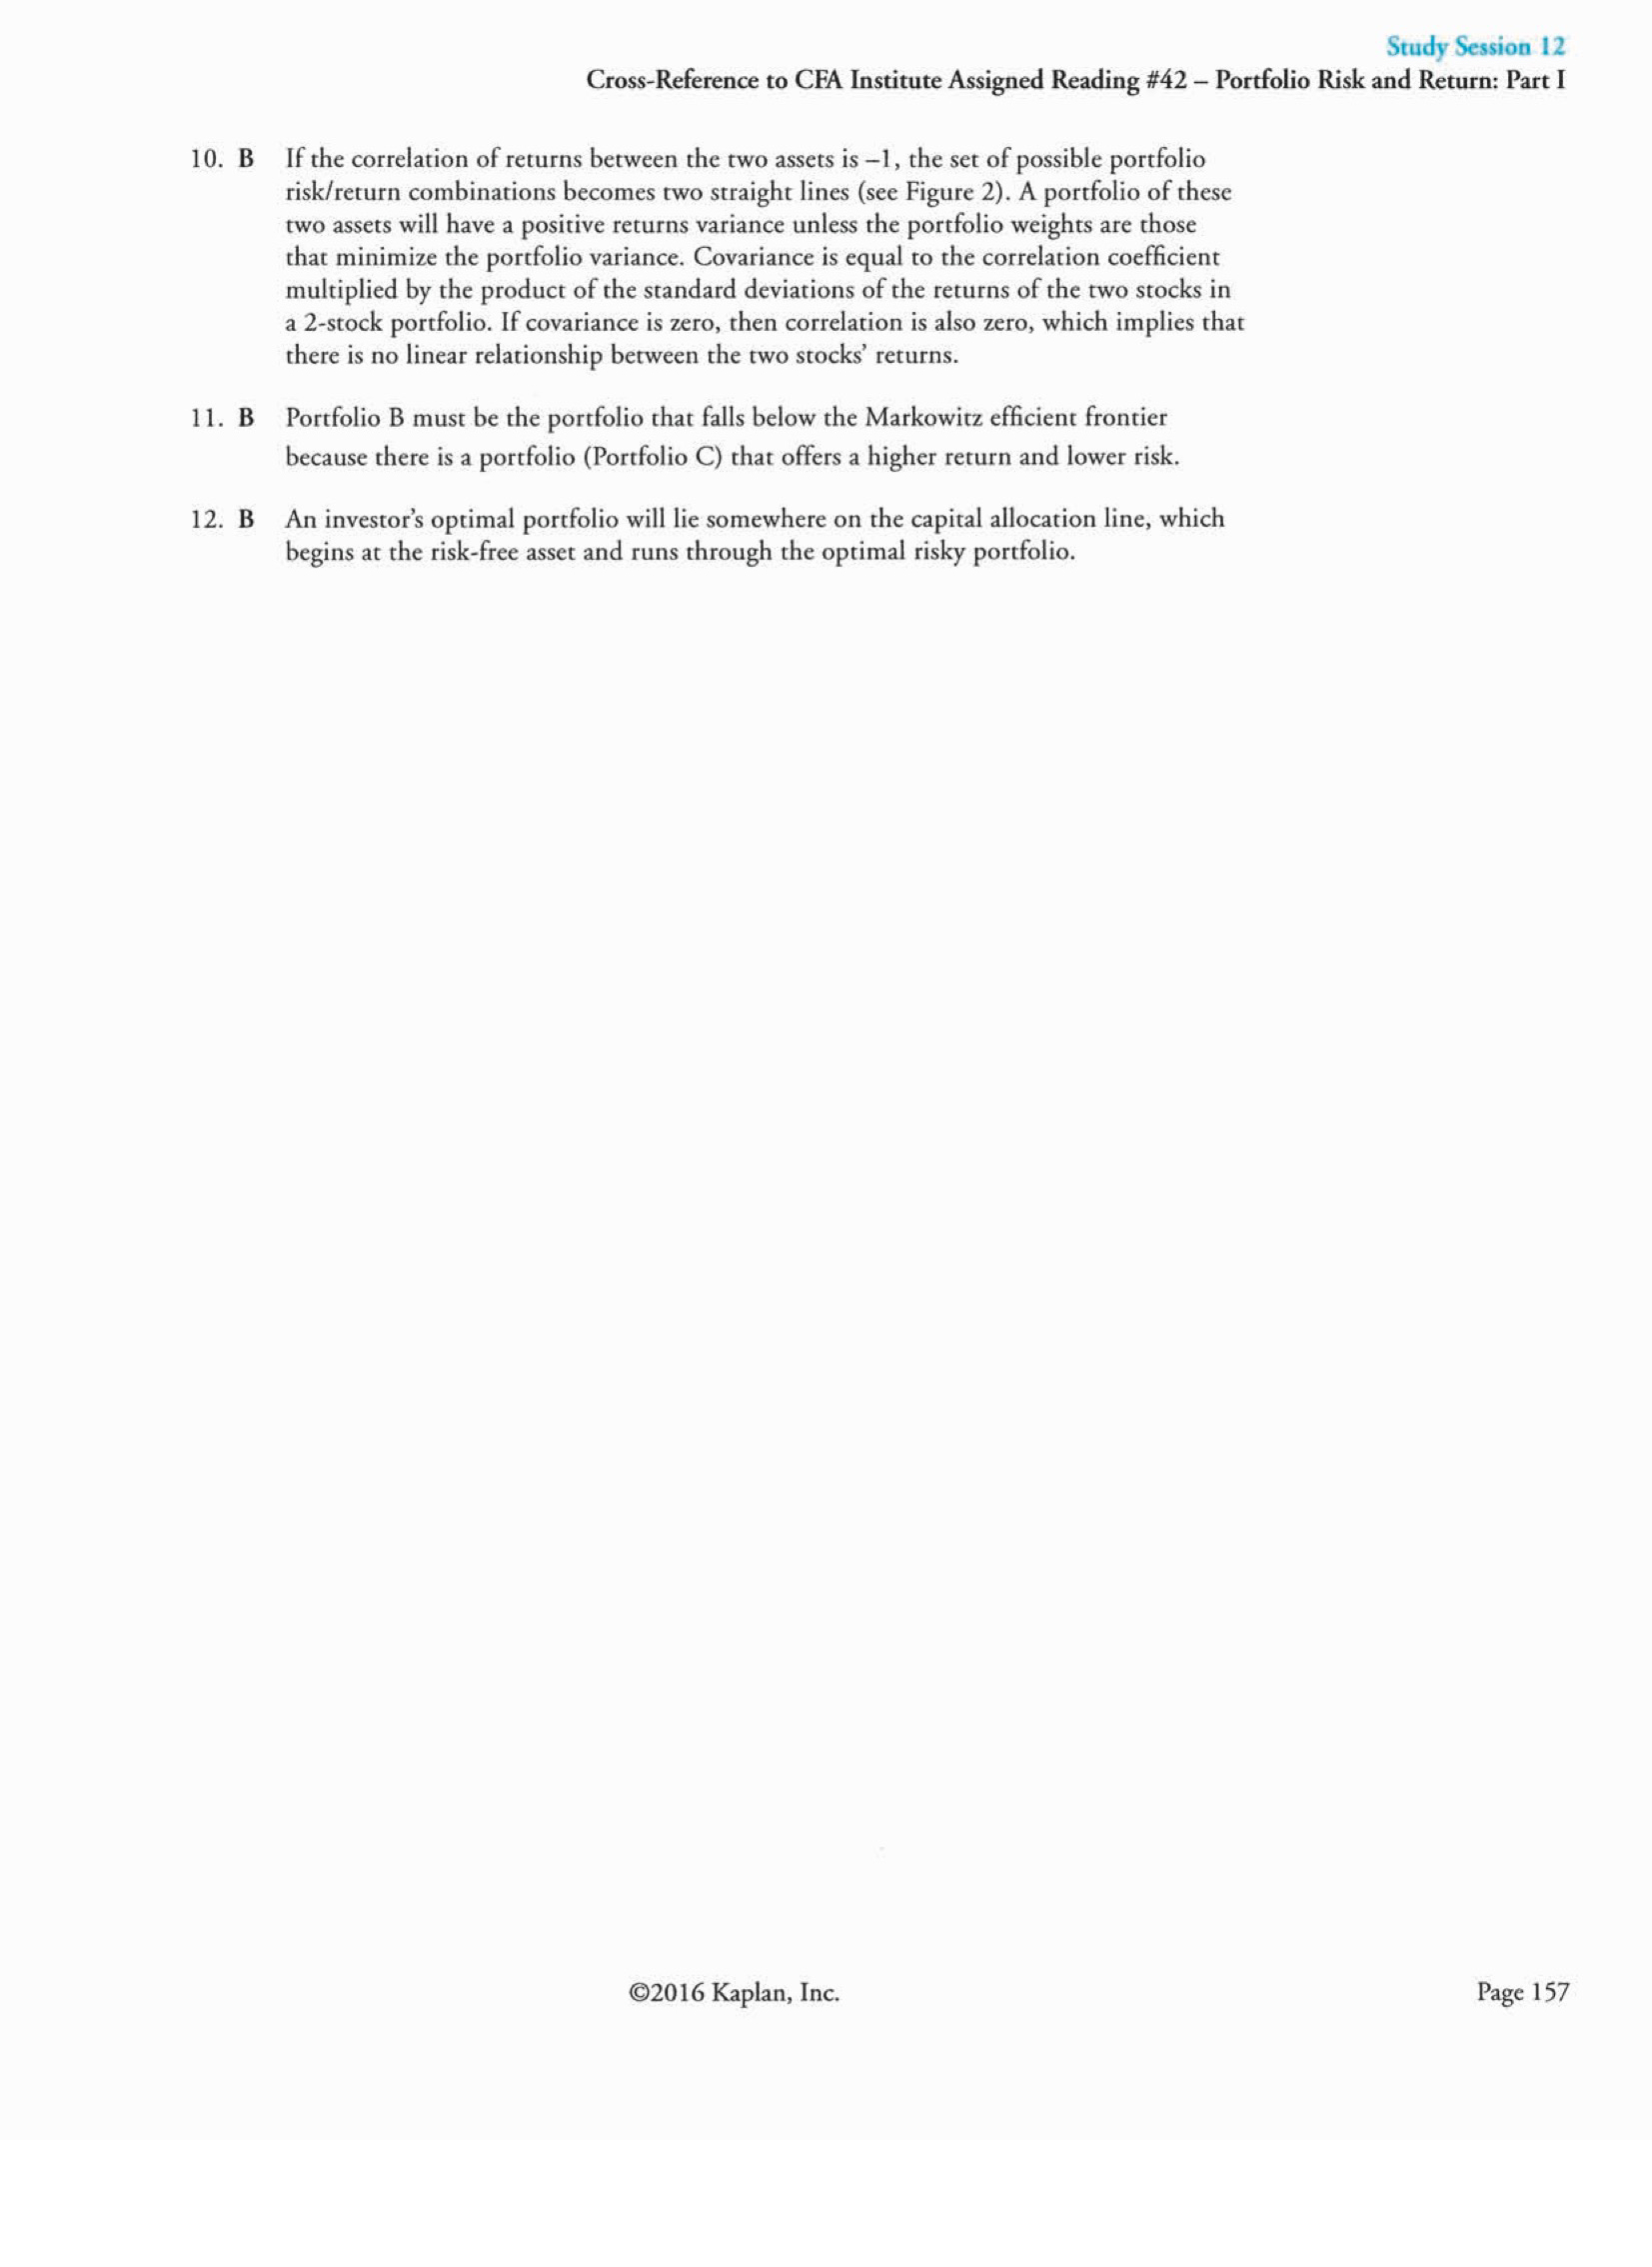 Study Session 12
Cross-Reference to CFA Institute Assigned Reading #42 – Portfolio Risk and Return: Part I
10. B If the correlation of returns between the two assets is –1, the set of possible portfolio
risk/return combinations becomes two straight lines (see Figure 2). A portfolio of these
two assets will have a positive returns variance unless the portfolio weights are those
that minimize the portfolio variance. Covariance is equal to the correlation coefficient
multiplied by the product of the standard deviations of the returns of the two stocks in
a 2-stock portfolio. If covariance is zero, then correlation is also zero, which implies that
there is no linear relationship between the two stocks’ returns.
11. B Portfolio B must be the portfolio that falls below the Markowitz efficient frontier
because there is a portfolio (Portfolio C) that offers a higher return and lower risk.
12. B An investor’s optimal portfolio will lie somewhere on the capital allocation line, which
begins at the risk-free asset and runs through the optimal risky portfolio.
©2016 Kaplan, Inc.
Page 157